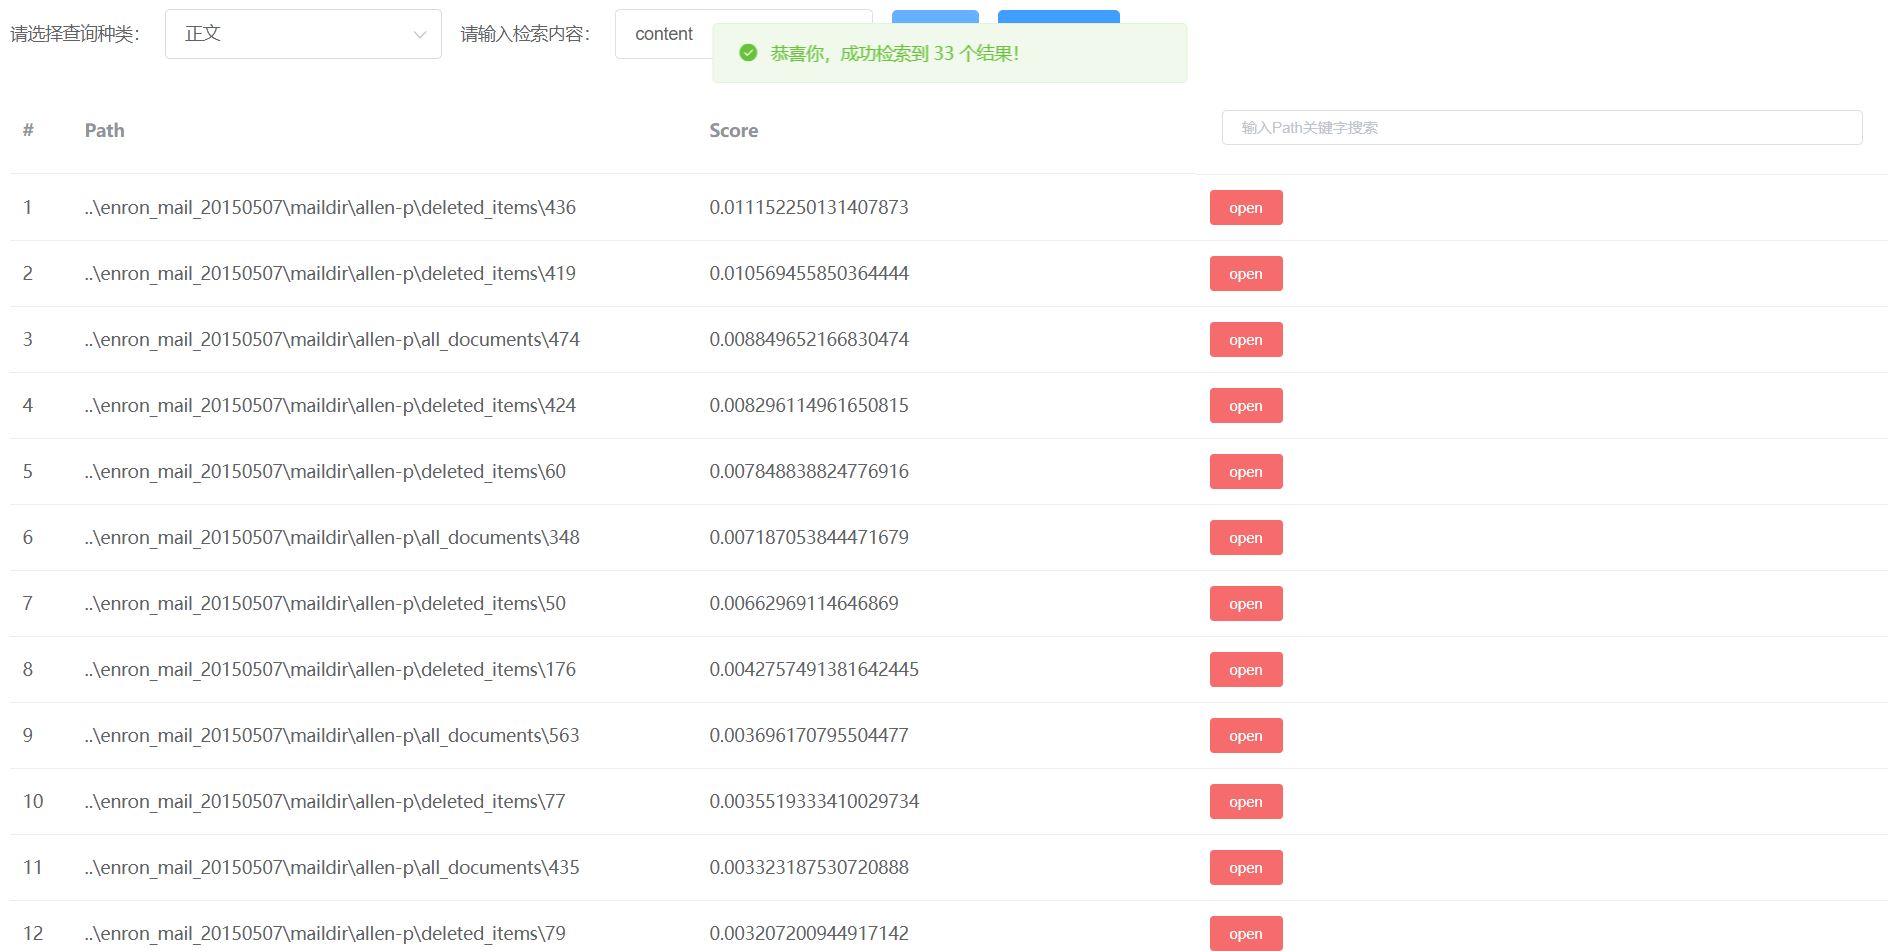 请选择查询种类： 正文 请输入检索内容： content
恭喜你，成功检索到 33 个结果！
# Path Score 输入Path关键字搜索
1 ..\enron_mail_20150507\maildir\allen-p\deleted_items\436 0.011152250131407873 open
2 ..\enron_mail_20150507\maildir\allen-p\deleted_items\419 0.010569455850364444 open
3 ..\enron_mail_20150507\maildir\allen-p\all_documents\474 0.008849652166830474 open
4 ..\enron_mail_20150507\maildir\allen-p\deleted_items\424 0.008296114961650815 open
5 ..\enron_mail_20150507\maildir\allen-p\deleted_items\60 0.007848838824776916 open
6 ..\enron_mail_20150507\maildir\allen-p\all_documents\348 0.007187053844471679 open
7 ..\enron_mail_20150507\maildir\allen-p\deleted_items\50 0.00662969114646869 open
8 ..\enron_mail_20150507\maildir\allen-p\deleted_items\176 0.0042757491381642445 open
9 ..\enron_mail_20150507\maildir\allen-p\all_documents\563 0.003696170795504477 open
10 ..\enron_mail_20150507\maildir\allen-p\deleted_items\77 0.0035519333410029734 open
11 ..\enron_mail_20150507\maildir\allen-p\all_documents\435 0.003323187530720888 open
12 ..\enron_mail_20150507\maildir\allen-p\deleted_items\79 0.003207200944917142 open